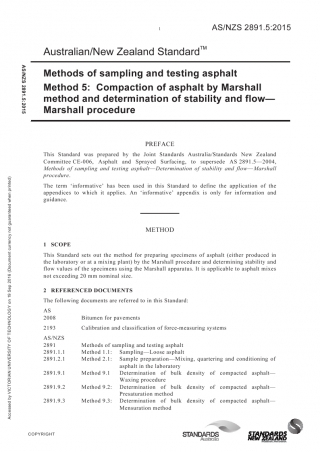 1
AS/NZS 2891.5:2015
Australian/New Zealand Standard™
Methods of sampling and testing asphalt
Method 5: Compaction of asphalt by Marshall
method and determination of stability and flow—
Marshall procedure
AS/NZS 2891.5:2015
PREFACE
This Standard was prepared by the Joint Standards Australia/Standards New Zealand
Committee CE-006, Asphalt and Sprayed Surfacing, to supersede AS 2891.5—2004,
Methods of sampling and testing asphalt—Determination of stability and flow—Marshall
procedure.
The term ‘informative’ has been used in this Standard to define the application of the
appendices to which it applies. An ‘informative’ appendix is only for information and
guidance.
METHOD
1 SCOPE
This Standard sets out the method for preparing specimens of asphalt (either produced in
the laboratory or at a mixing plant) by the Marshall procedure and determining stability and
flow values of the specimens using the Marshall apparatus. It is applicable to asphalt mixes
not exceeding 20 mm nominal size.
2 REFERENCED DOCUMENTS
The following documents are referred to in this Standard:
AS
2008 Bitumen for pavements
2193 Calibration and classification of force-measuring systems
AS/NZS
2891 Methods of sampling and testing asphalt
2891.1.1 Method 1.1: Sampling—Loose asphalt
2891.2.1 Method 2.1: Sample preparation—Mixing, quartering and conditioning of
asphalt in the laboratory
2891.9.1 Method 9.1 Determination of bulk density of compacted asphalt—
Waxing procedure
2891.9.2 Method 9.2: Determination of bulk density of compacted asphalt—
Presaturation method
2891.9.3 Method 9.3: Determination of bulk density of compacted asphalt—
Mensuration method
Accessed by VICTORIAN UNIVERSITY OF TECHNOLOGY on 16 Sep 2016 (Document currency not guaranteed when printed)
COPYRIGHT
STANDARDS
Australia
STANDARDS
NEW ZEALAND